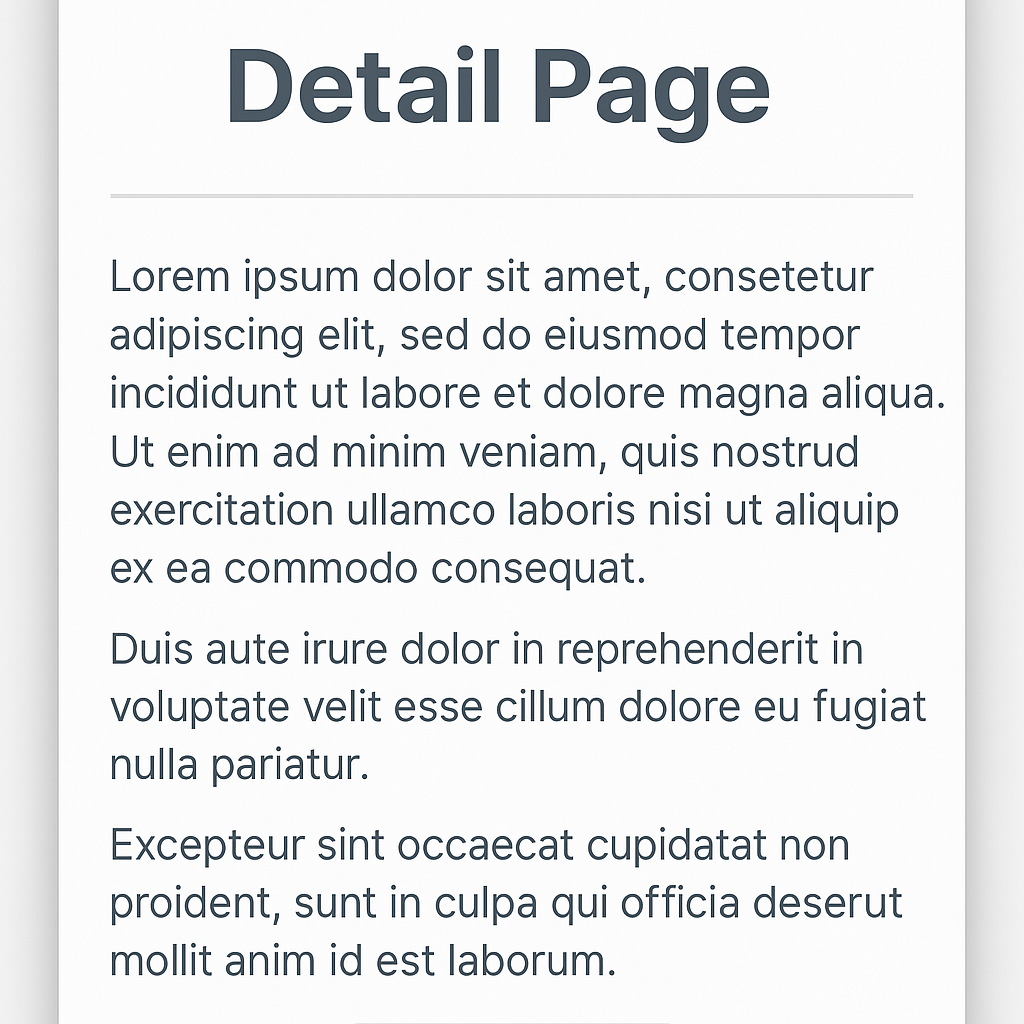 Detail Page
Lorem ipsum dolor sit amet, consetetur
adipiscing elit, sed do eiusmod tempor
incididunt ut labore et dolore magna aliqua.
Ut enim ad minim veniam, quis nostrud
exercitation ullamco laboris nisi ut aliquip
ex ea commodo consequat.
Duis aute irure dolor in reprehenderit in
voluptate velit esse cillum dolore eu fugiat
nulla pariatur.
Excepteur sint occaecat cupidatat non
proident, sunt in culpa qui officia deserut
mollit anim id est laborum.